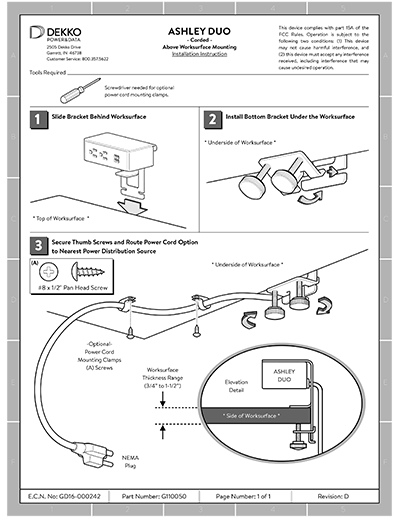 DEKKO
POWER&DATA
2505 Dekko Drive
Garrett, IN 46738
Customer Service: 800.357.5622
ASHLEY DUO
- Corded -
Above Worksurface Mounting
Installation Instruction
This device complies with part 15A of the
FCC Rules. Operation is subject to the
following two conditions: (1) This device
may not cause harmful interference, and
(2) this device must accept any interference
received, including interference that may
cause undesired operation.
Tools Required
Screwdriver needed for optional
power cord mounting clamps.
1 Slide Bracket Behind Worksurface
* Top of Worksurface *
2 Install Bottom Bracket Under the Worksurface
* Underside of Worksurface *
3 Secure Thumb Screws and Route Power Cord Option
to Nearest Power Distribution Source
(A)
#8 x 1/2" Pan Head Screw
* Underside of Worksurface *
-Optional-
Power Cord
Mounting Clamps
(A) Screws
Worksurface
Thickness Range
(3/4" to 1-1/2")
Elevation
Detail
ASHLEY
DUO
* Side of Worksurface *
NEMA
Plug
E.C.N. No: GD16-000242
Part Number: G110050
Page Number: 1 of 1
Revision: D